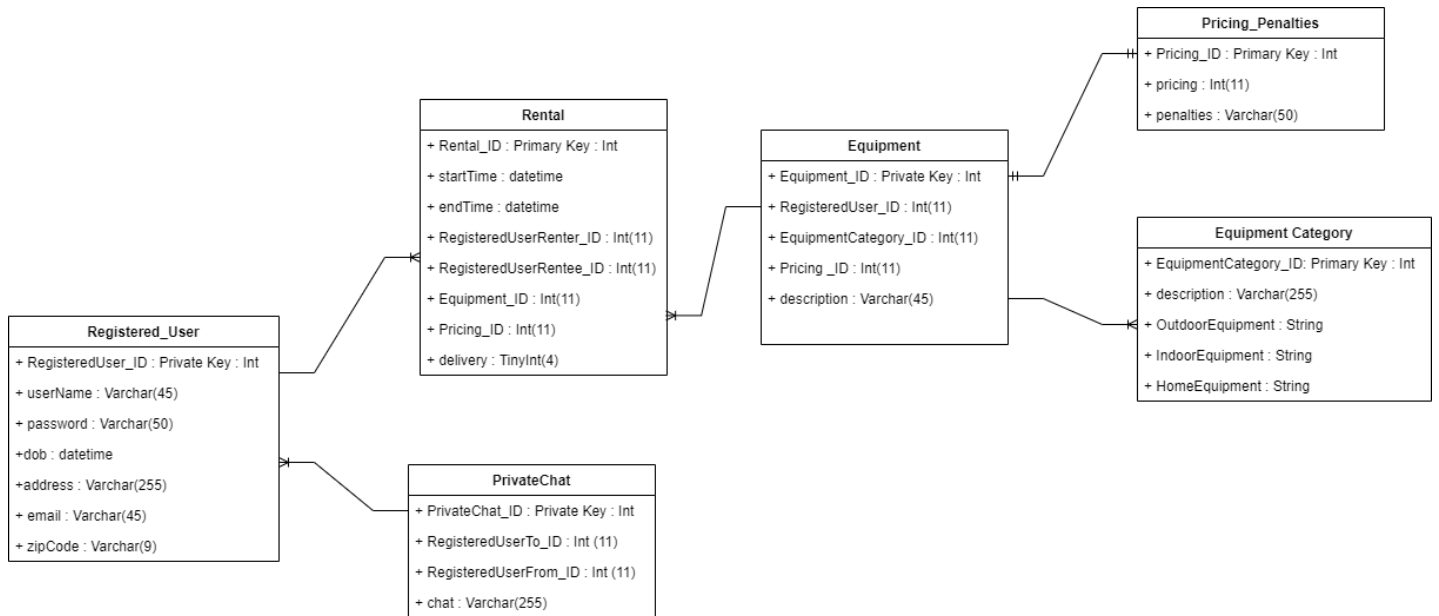 Pricing_Penalties
+ Pricing_ID : Primary Key : Int
+ pricing : Int(11)
+ penalties : Varchar(50)
Rental
+ Rental_ID : Primary Key : Int
+ startTime : datetime
+ endTime : datetime
+ RegisteredUserRenter_ID : Int(11)
+ RegisteredUserRentee_ID : Int(11)
+ Equipment_ID : Int(11)
+ Pricing_ID : Int(11)
+ delivery : TinyInt(4)
Equipment
+ Equipment_ID : Private Key : Int
+ RegisteredUser_ID : Int(11)
+ EquipmentCategory_ID : Int(11)
+ Pricing _ID : Int(11)
+ description : Varchar(45)
Equipment Category
+ EquipmentCategory_ID: Primary Key : Int
+ description : Varchar(255)
+ OutdoorEquipment : String
+ IndoorEquipment : String
+ HomeEquipment : String
Registered_User
+ RegisteredUser_ID : Private Key : Int
+ userName : Varchar(45)
+ password : Varchar(50)
+dob : datetime
+address : Varchar(255)
+ email : Varchar(45)
+ zipCode : Varchar(9)
PrivateChat
+ PrivateChat_ID : Private Key : Int
+ RegisteredUserTo_ID : Int (11)
+ RegisteredUserFrom_ID : Int (11)
+ chat : Varchar(255)